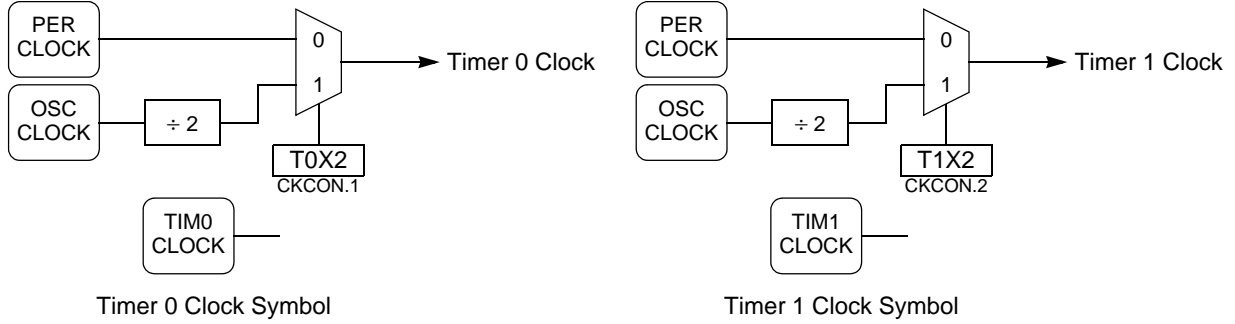 PER
CLOCK
0
Timer 0 Clock
1
OSC
CLOCK
÷ 2
T0X2
CKCON.1
TIM0
CLOCK
Timer 0 Clock Symbol
PER
CLOCK
0
Timer 1 Clock
1
OSC
CLOCK
÷ 2
T1X2
CKCON.2
TIM1
CLOCK
Timer 1 Clock Symbol